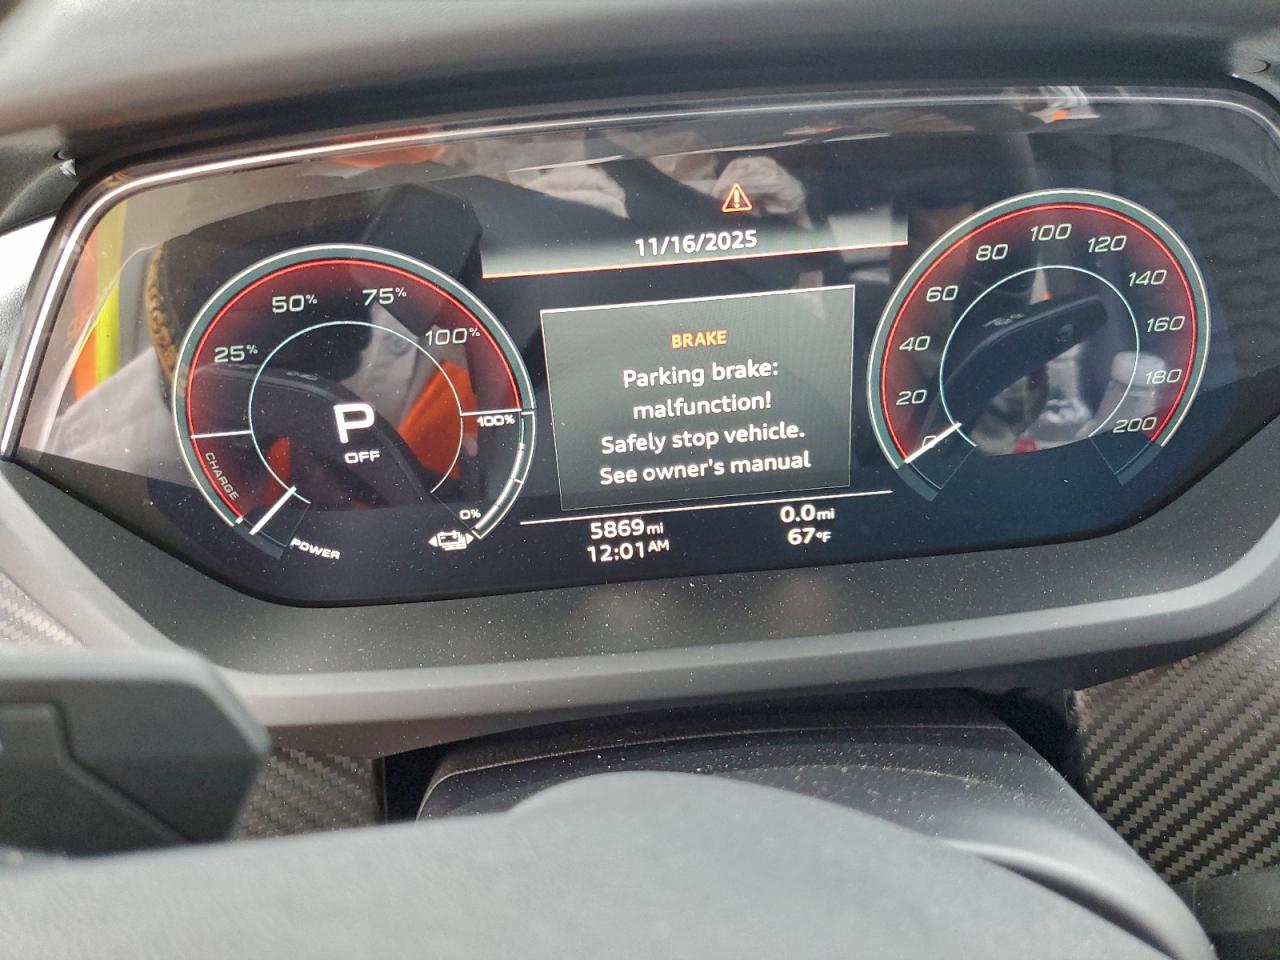 11/16/2025
25%
50%
75%
100%
CHARGE
POWER
P
OFF
100%
0%
BRAKE
Parking brake:
malfunction!
Safely stop vehicle.
See owner's manual
5869mi
12:01AM
0.0mi
67°F
0
20
40
60
80
100
120
140
160
180
200